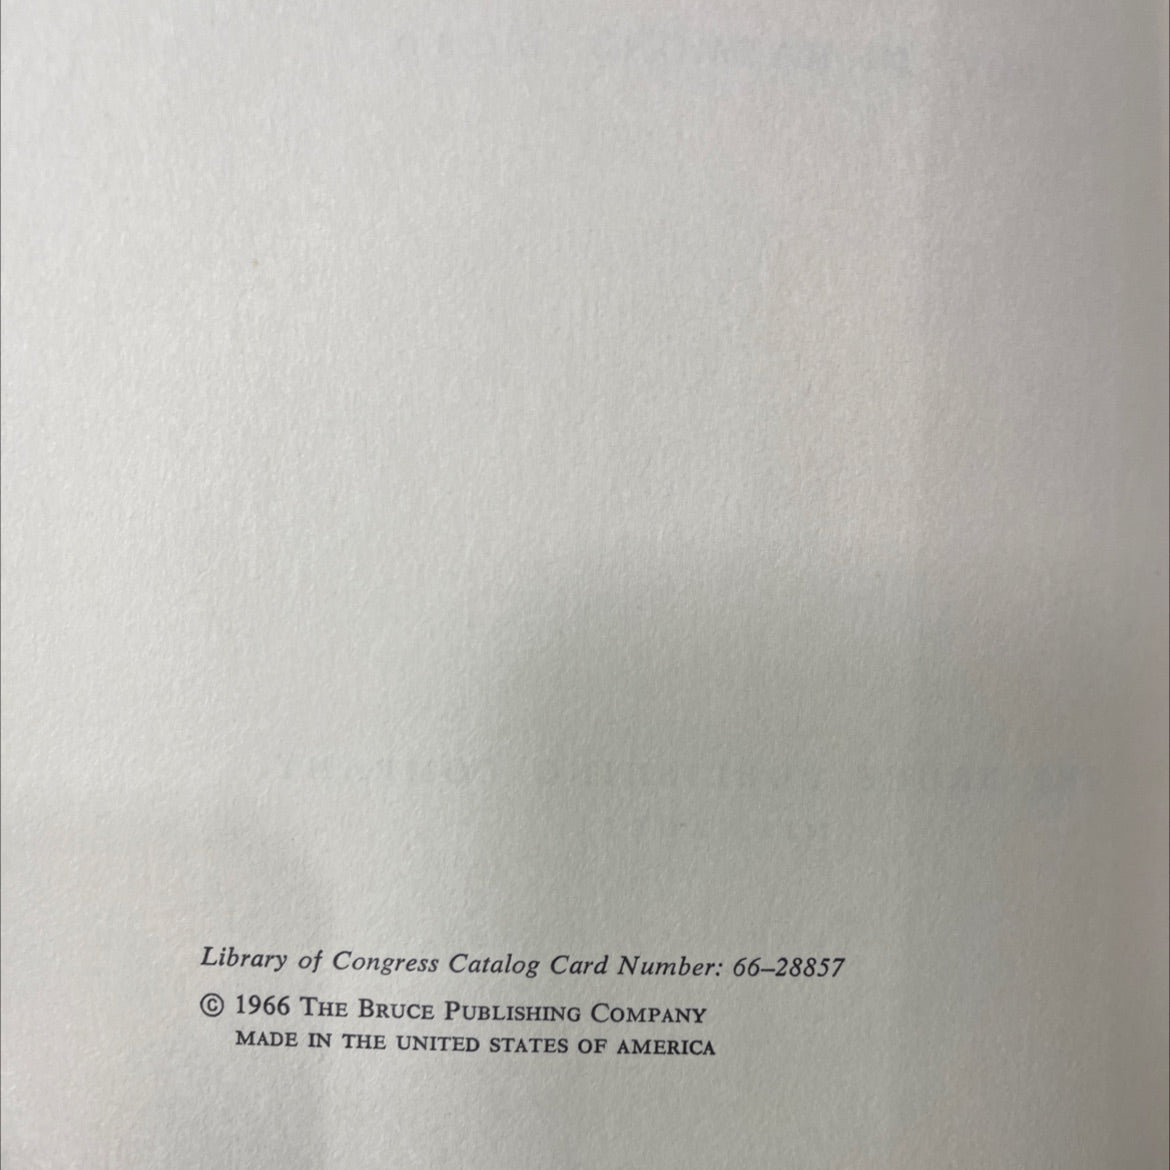 Library of Congress Catalog Card Number: 66–28857
© 1966 THE BRUCE PUBLISHING COMPANY
MADE IN THE UNITED STATES OF AMERICA